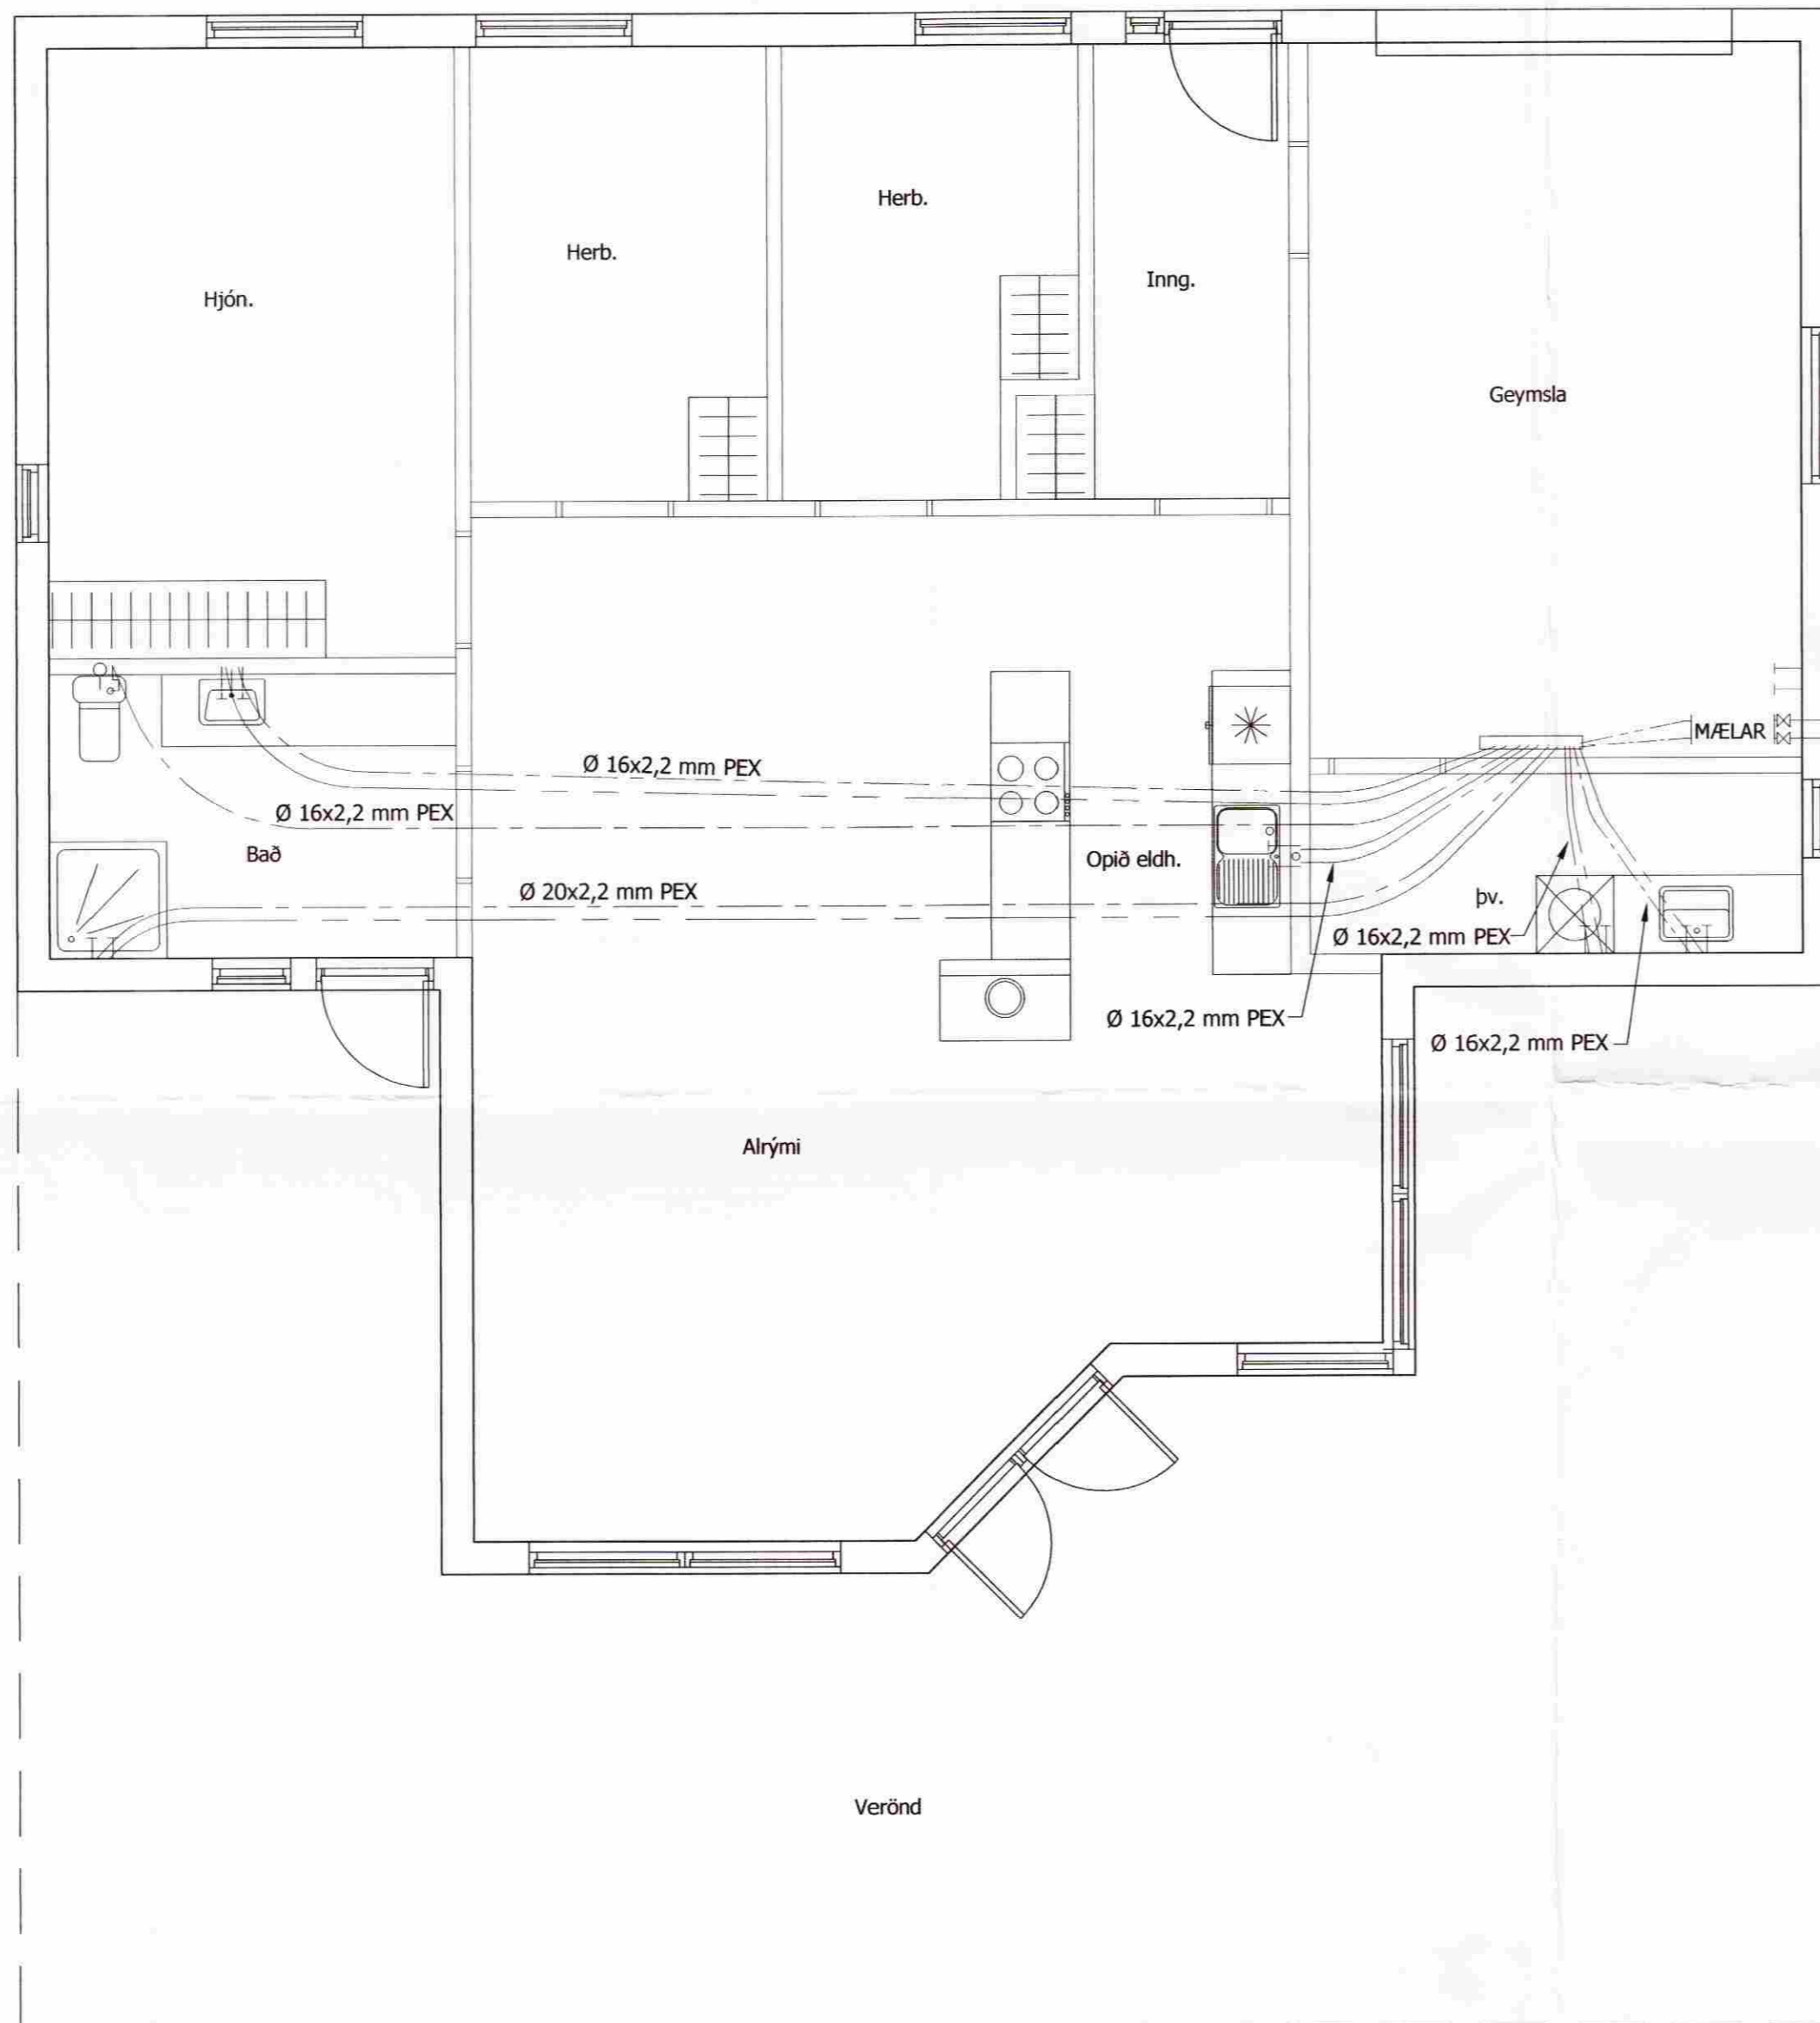 Herb.
Herb.
Inng.
Hjón.
Geymsla
MÆLAR
Ø 16x2,2 mm PEX
Ø 16x2,2 mm PEX
Bað
Opið eldh.
Ø 20x2,2 mm PEX
þv.
Ø 16x2,2 mm PEX
Ø 16x2,2 mm PEX
Ø 16x2,2 mm PEX
Alrými
Verönd